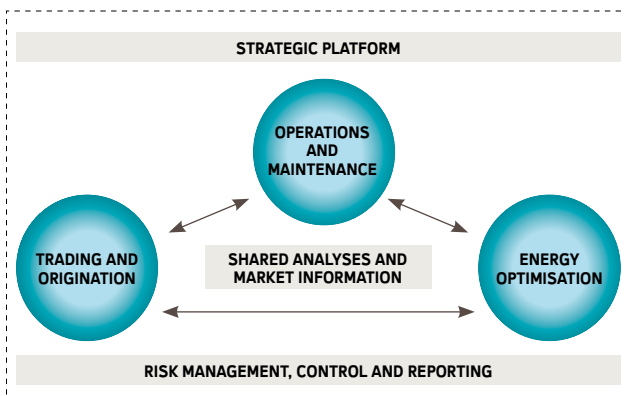 STRATEGIC PLATFORM
OPERATIONS
AND
MAINTENANCE
TRADING AND
ORIGINATION
SHARED ANALYSES AND
MARKET INFORMATION
ENERGY
OPTIMISATION
RISK MANAGEMENT, CONTROL AND REPORTING